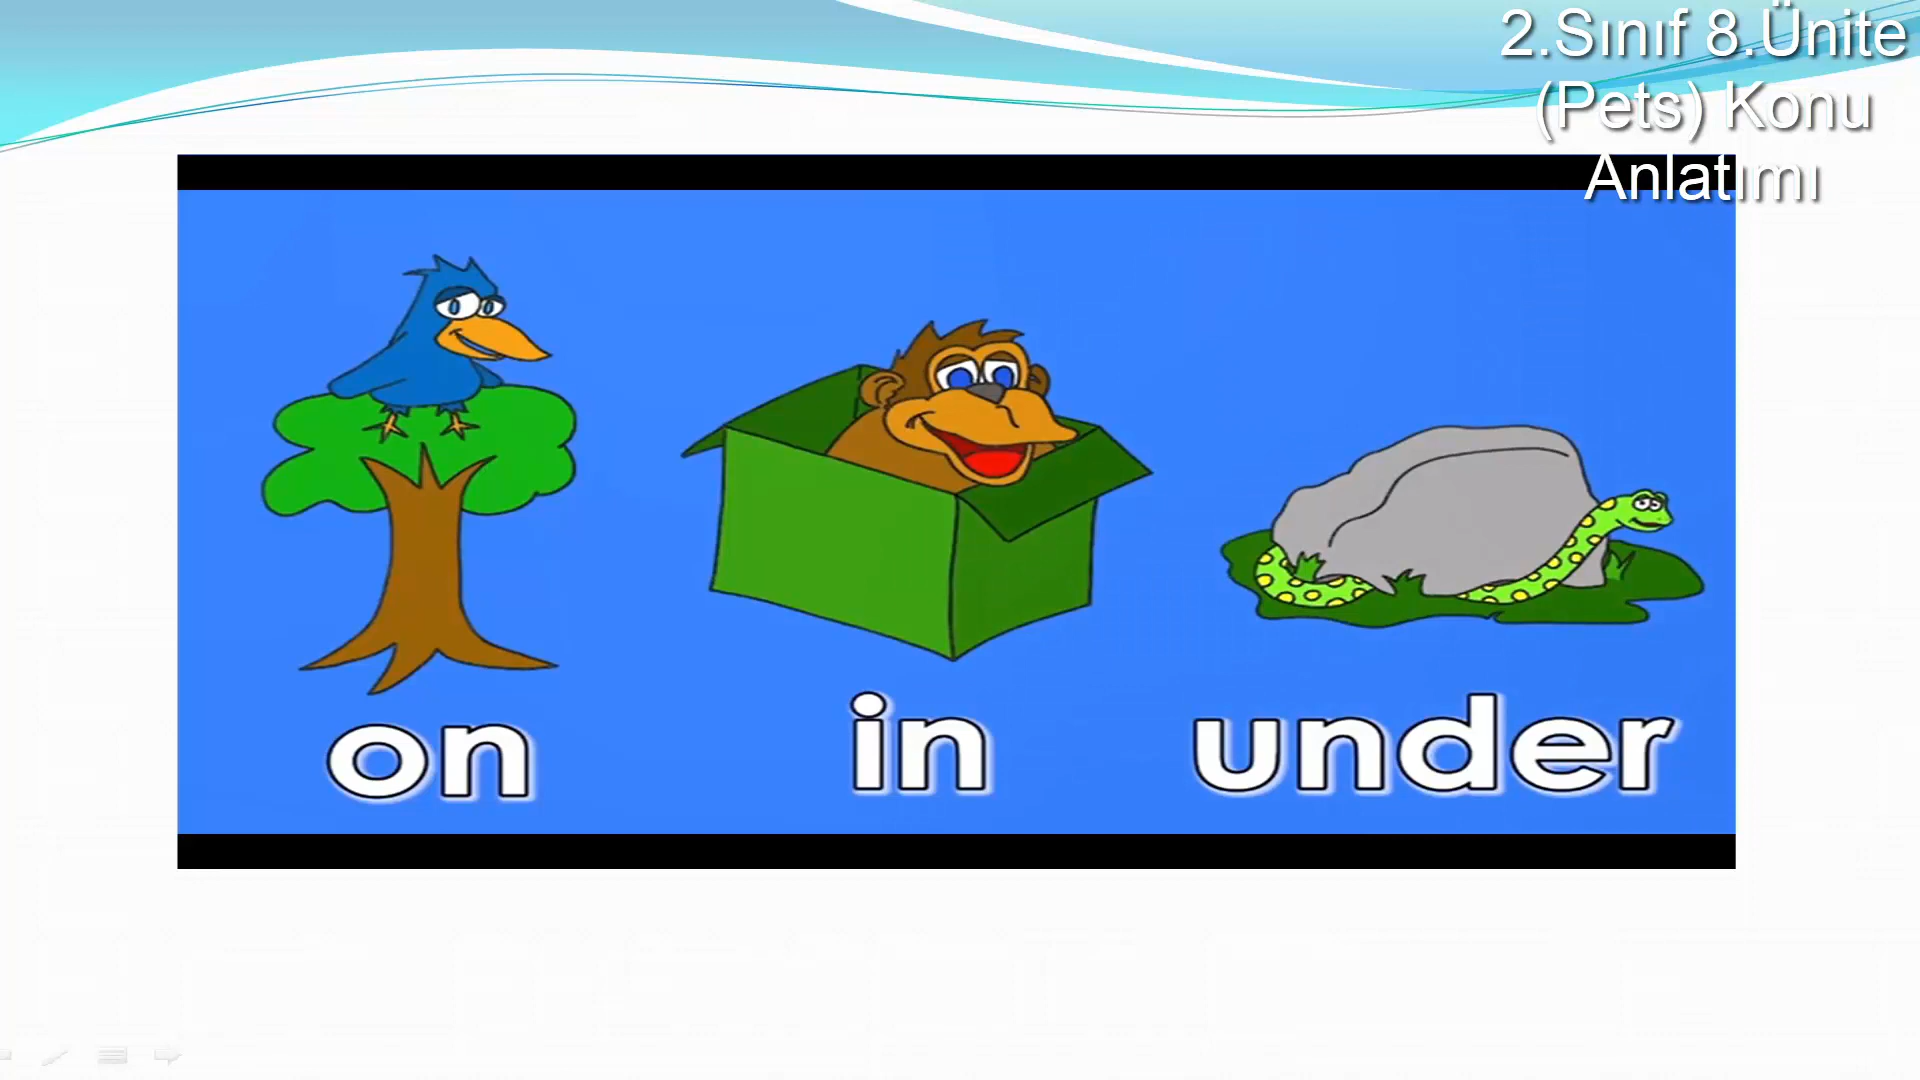 2.Sınıf 8.Ünite
(Pets) Konu
Anlatımı
on in under